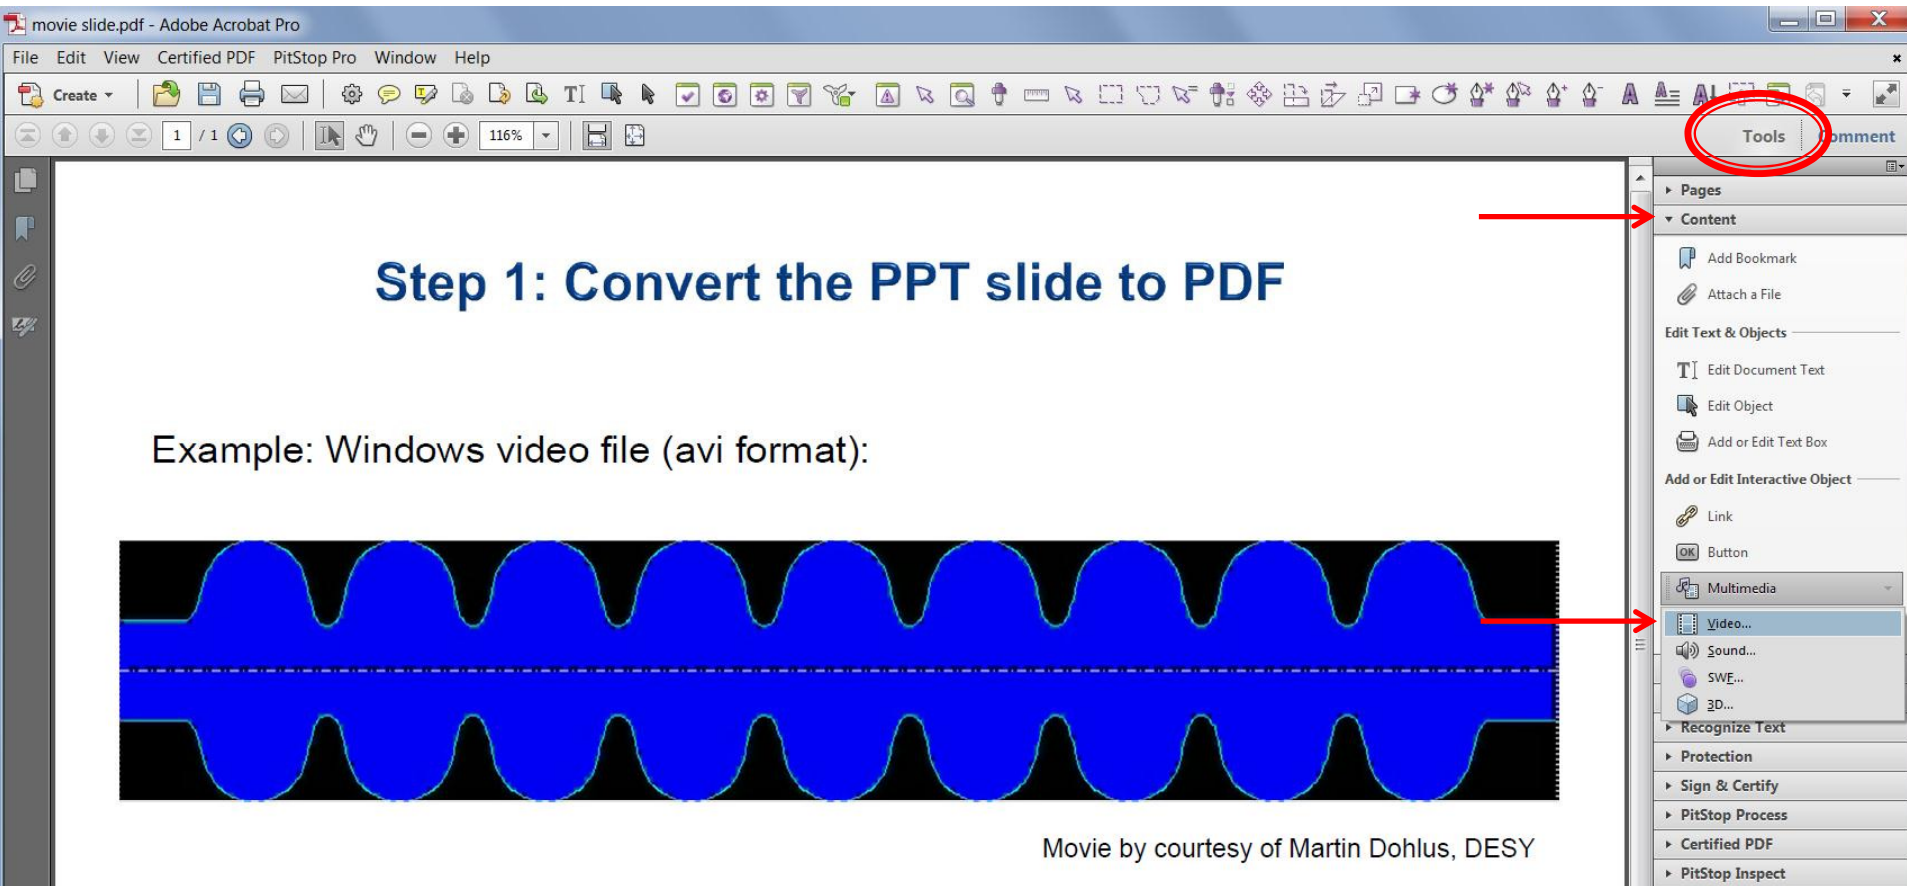 movie slide.pdf - Adobe Acrobat Pro
File Edit View Certified PDF PitStop Pro Window Help
Create
1 / 1 116%
Tools Comment
Pages
Content
Add Bookmark
Attach a File
Edit Text & Objects
Edit Document Text
Edit Object
Add or Edit Text Box
Add or Edit Interactive Object
Link
OK Button
Multimedia
Video...
Sound...
SWF...
3D...
Recognize Text
Protection
Sign & Certify
PitStop Process
Certified PDF
PitStop Inspect
Step 1: Convert the PPT slide to PDF
Example: Windows video file (avi format):
Movie by courtesy of Martin Dohlus, DESY